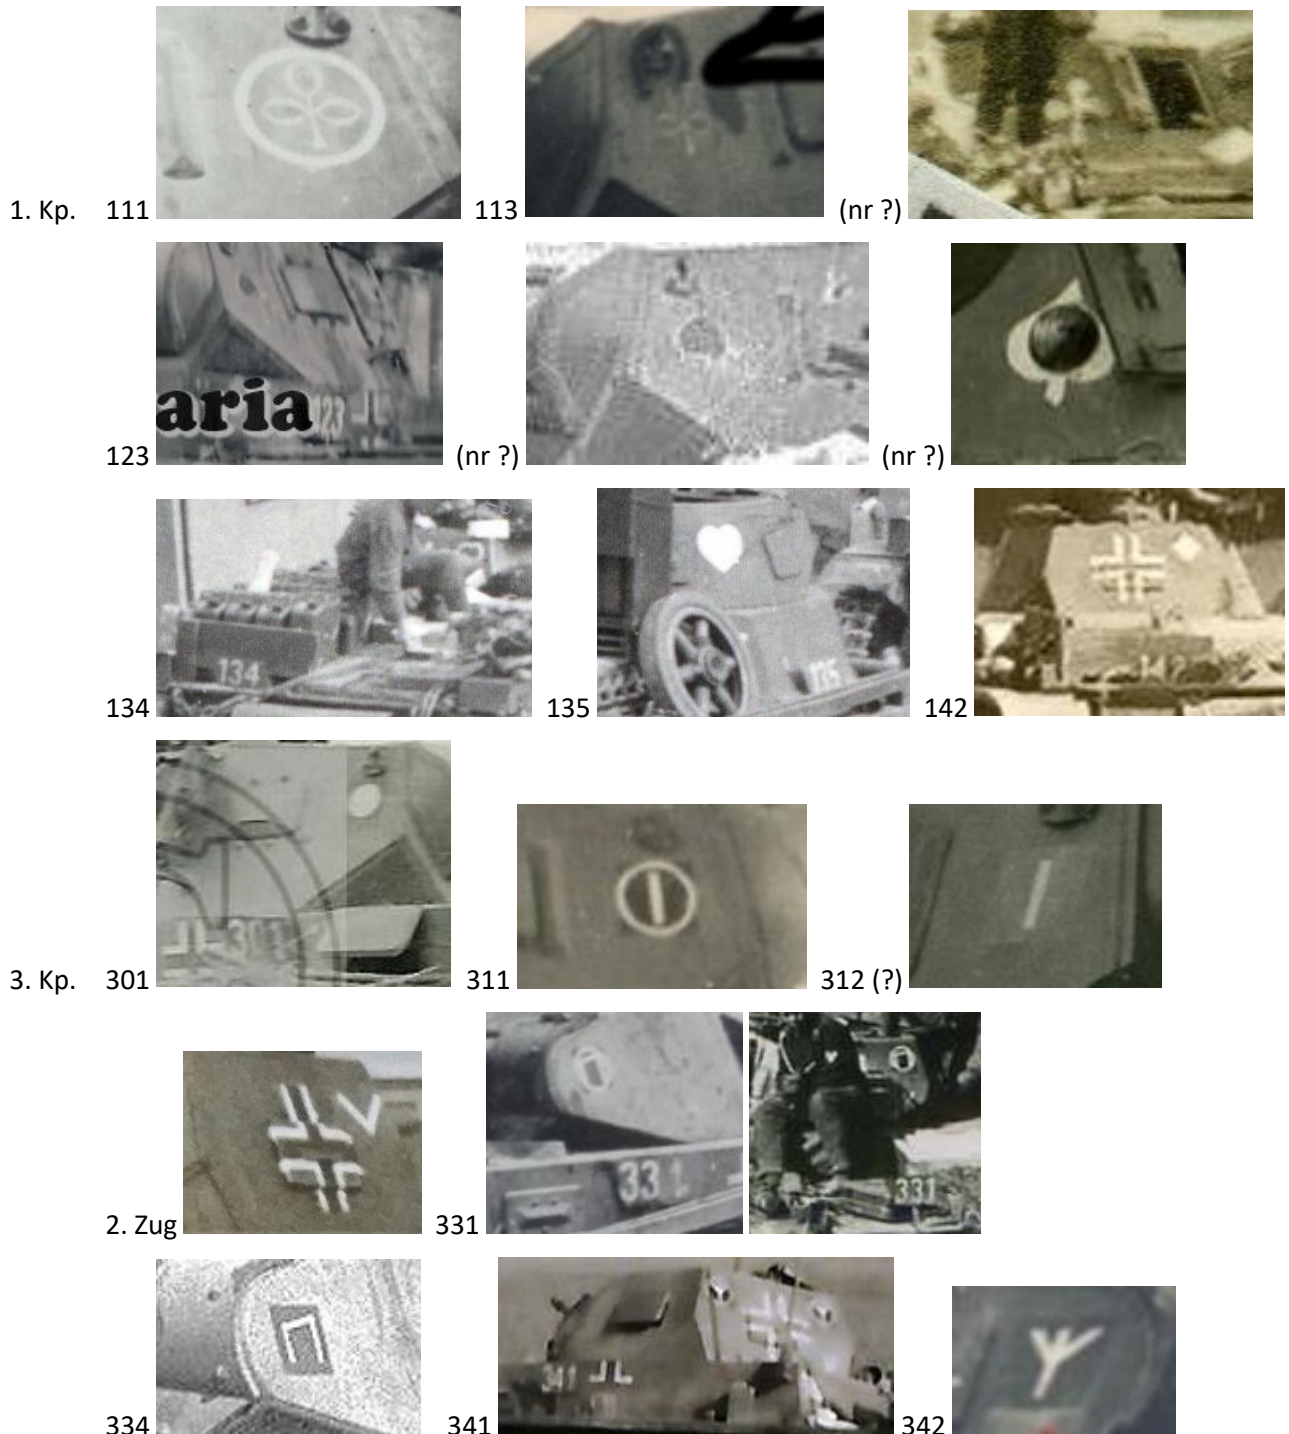 1. Kp. 111 113 (nr ?)
aria 123
123 (nr ?) (nr ?)
134
134 135 142
3. Kp. 301 311 312 (?)
331 331
2. Zug 331
341
334 341 342